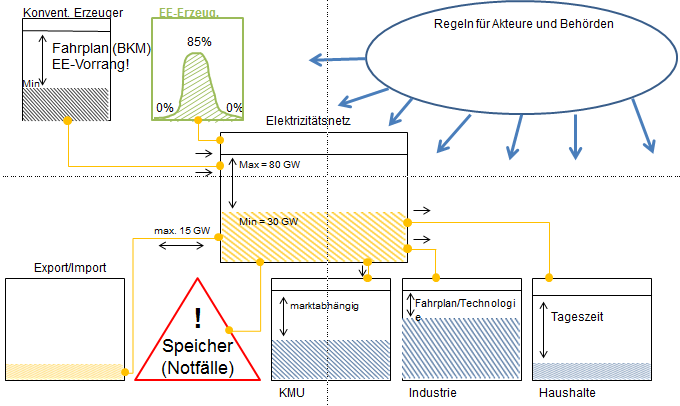 Konvent. Erzeuger
EE-Erzeug.
Regeln für Akteure und Behörden
Fahrplan (BKM)
EE-Vorrang!
85%
Min
0%
0%
Elektrizitätsnetz
Max = 80 GW
Min = 30 GW
max. 15 GW
Export/Import
!
Speicher
(Notfälle)
marktabhängig
Fahrplan/Technologi
e
Tageszeit
KMU
Industrie
Haushalte